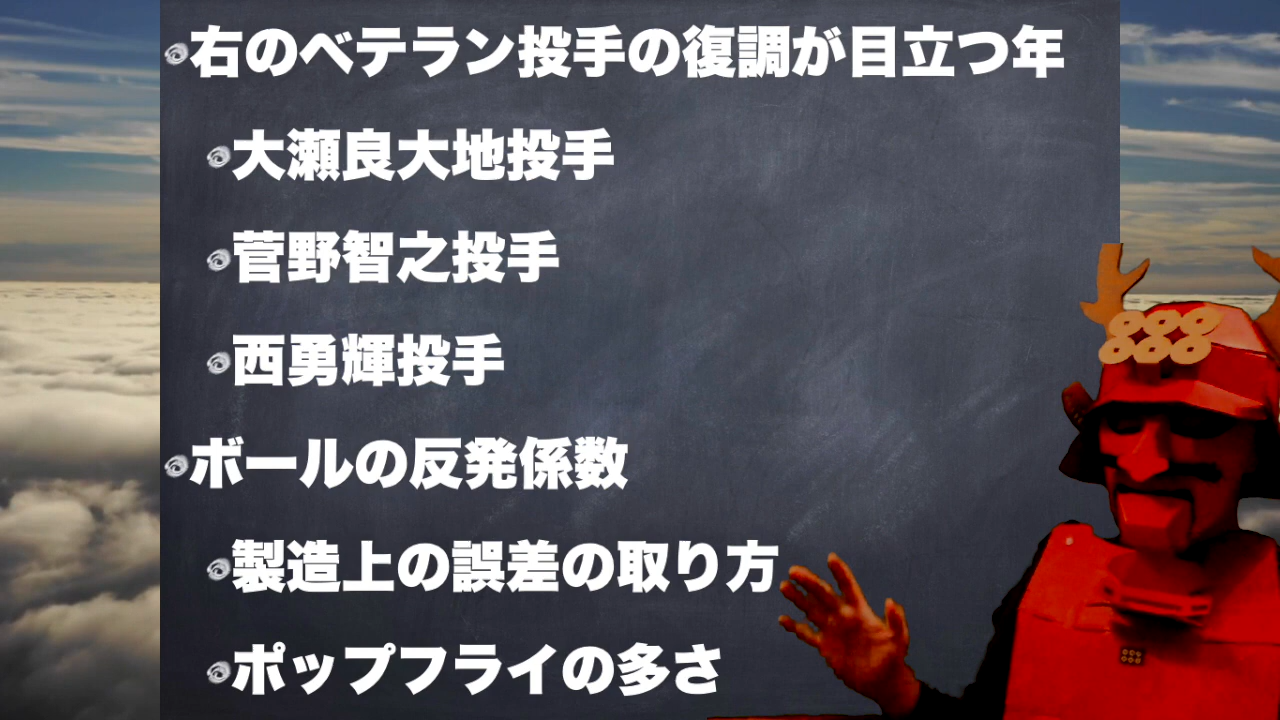 右のベテラン投手の復調が目立つ年
大瀬良大地投手
菅野智之投手
西勇輝投手
ボールの反発係数
製造上の誤差の取り方
ポップフライの多さ